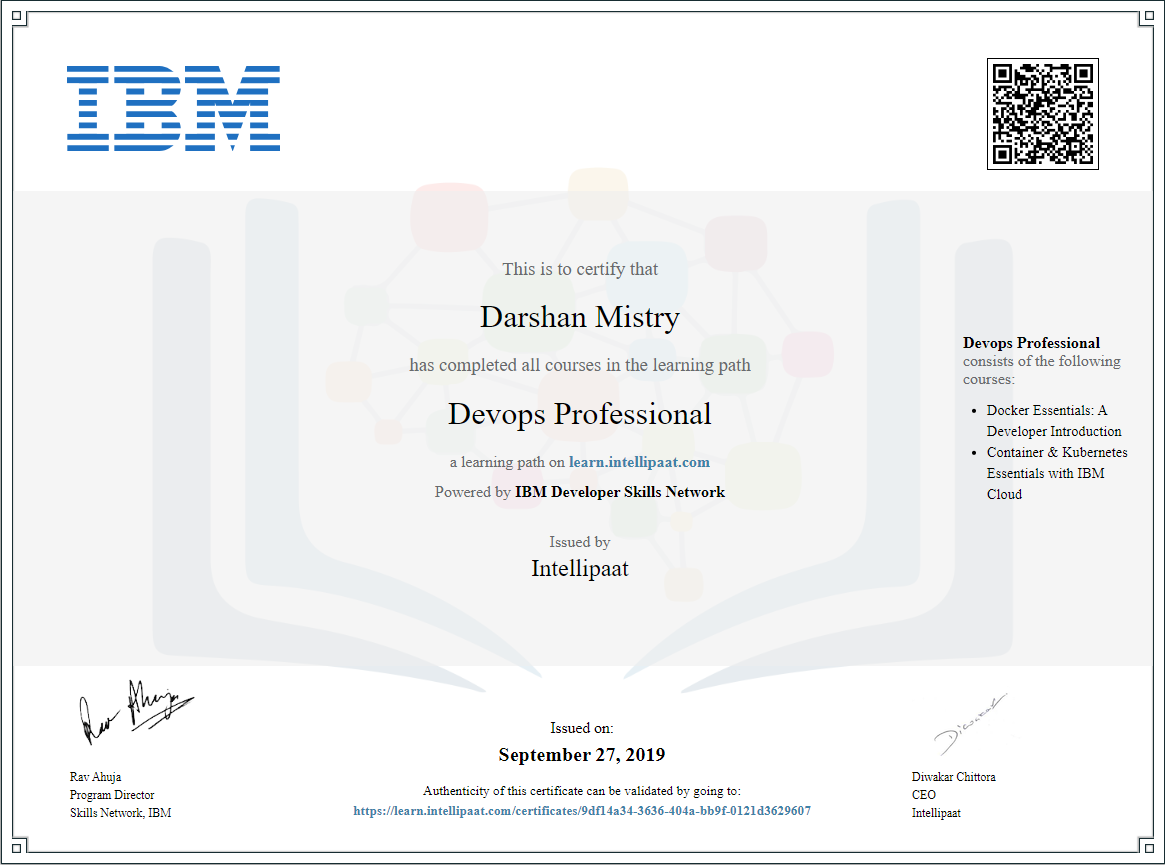 IBM
This is to certify that
Darshan Mistry
has completed all courses in the learning path
Devops Professional
a learning path on learn.intellipaat.com
Powered by IBM Developer Skills Network
Issued by
Intellipaat
Devops Professional
consists of the following
courses:
• Docker Essentials: A
Developer Introduction
• Container & Kubernetes
Essentials with IBM
Cloud
Rav Ahuja
Rav Ahuja
Program Director
Skills Network, IBM
Issued on:
September 27, 2019
Authenticity of this certificate can be validated by going to:
https://learn.intellipaat.com/certificates/9df14a34-3636-404a-bb9f-0121d3629607
Diwakar
Diwakar Chittora
CEO
Intellipaat